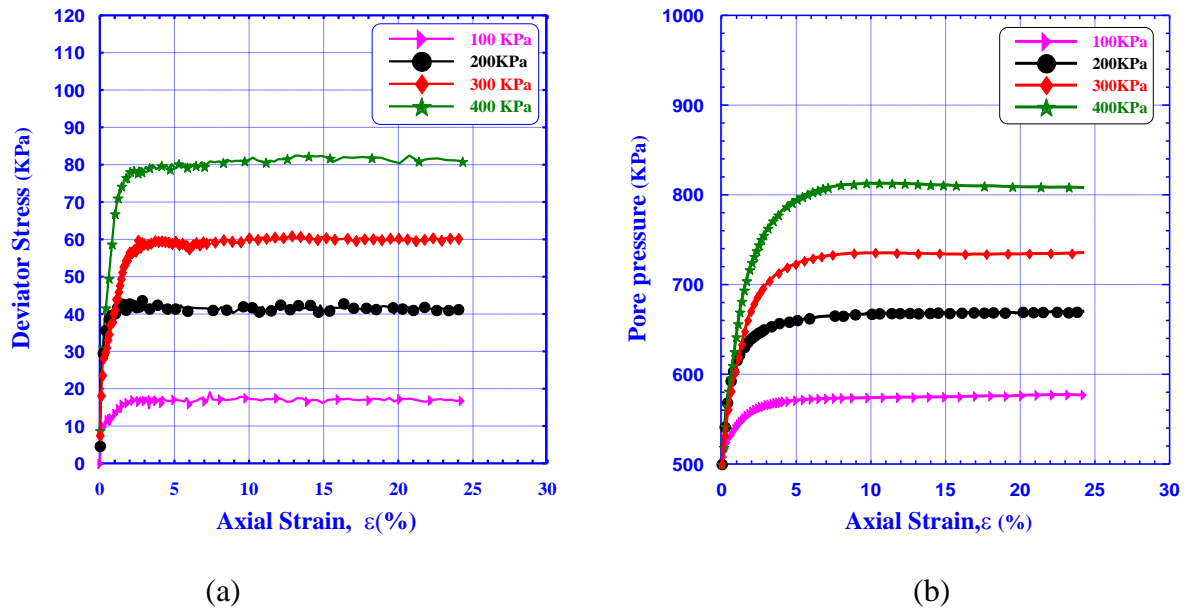 120
110
100
90
80
70
60
50
40
30
20
10
0
0 5 10 15 20 25 30
Deviator Stress (KPa)
Axial Strain, ε(%)
100 KPa
200KPa
300 KPa
400 KPa
(a)
1000
900
800
700
600
500
0 5 10 15 20 25 30
Pore pressure (KPa)
Axial Strain,ε (%)
100KPa
200KPa
300KPa
400KPa
(b)